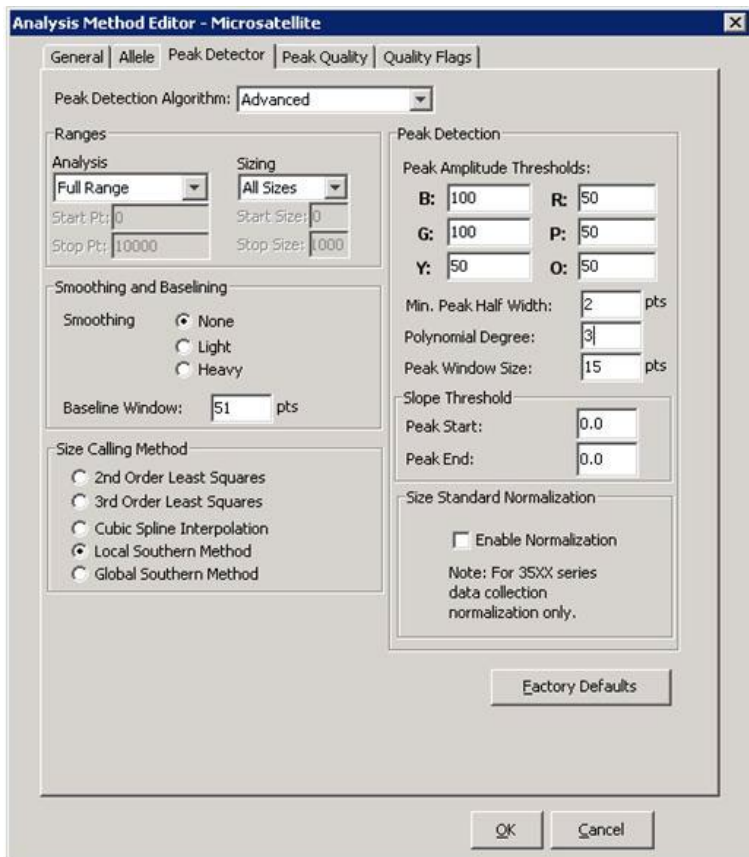 Analysis Method Editor - Microsatellite
General Allele Peak Detector Peak Quality Quality Flags
Peak Detection Algorithm: Advanced
Ranges
Analysis
Full Range
Start Pt: 0
Stop Pt: 10000
Sizing
All Sizes
Start Size: 0
Stop Size: 1000
Smoothing and Baselining
Smoothing
None
Light
Heavy
Baseline Window: 51 pts
Size Calling Method
2nd Order Least Squares
3rd Order Least Squares
Cubic Spline Interpolation
Local Southern Method
Global Southern Method
Peak Detection
Peak Amplitude Thresholds:
B: 100 R: 50
G: 100 P: 50
Y: 50 O: 50
Min. Peak Half Width: 2 pts
Polynomial Degree: 3
Peak Window Size: 15 pts
Slope Threshold
Peak Start: 0.0
Peak End: 0.0
Size Standard Normalization
Enable Normalization
Note: For 35XX series
data collection
normalization only.
Factory Defaults
OK Cancel